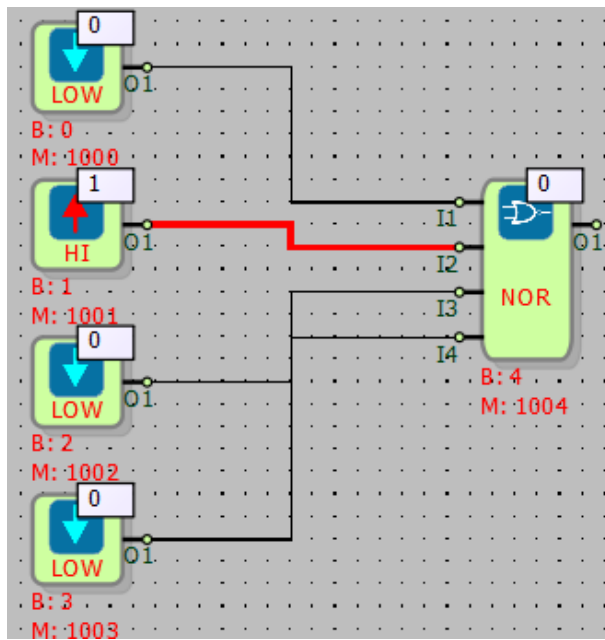 0
O1
LOW
B: 0
M: 1000
1
O1
HI
B: 1
M: 1001
0
O1
LOW
B: 2
M: 1002
0
O1
LOW
B: 3
M: 1003
0
I1
O1
I2
I3
NOR
I4
B: 4
M: 1004